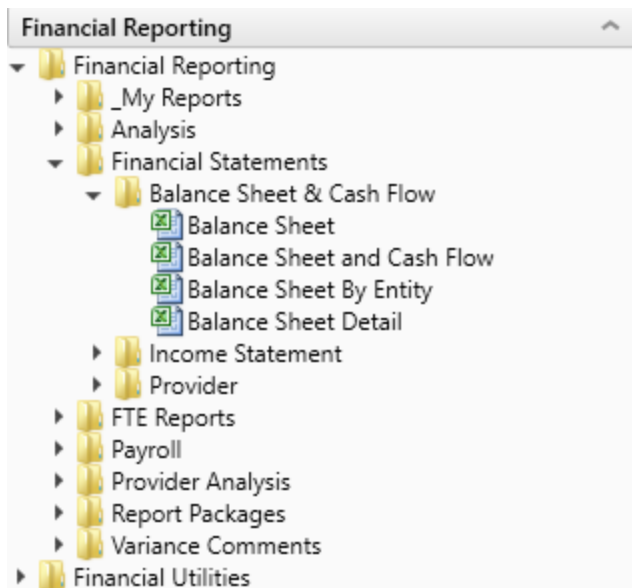 Financial Reporting
Financial Reporting
_My Reports
Analysis
Financial Statements
Balance Sheet & Cash Flow
Balance Sheet
Balance Sheet and Cash Flow
Balance Sheet By Entity
Balance Sheet Detail
Income Statement
Provider
FTE Reports
Payroll
Provider Analysis
Report Packages
Variance Comments
Financial Utilities